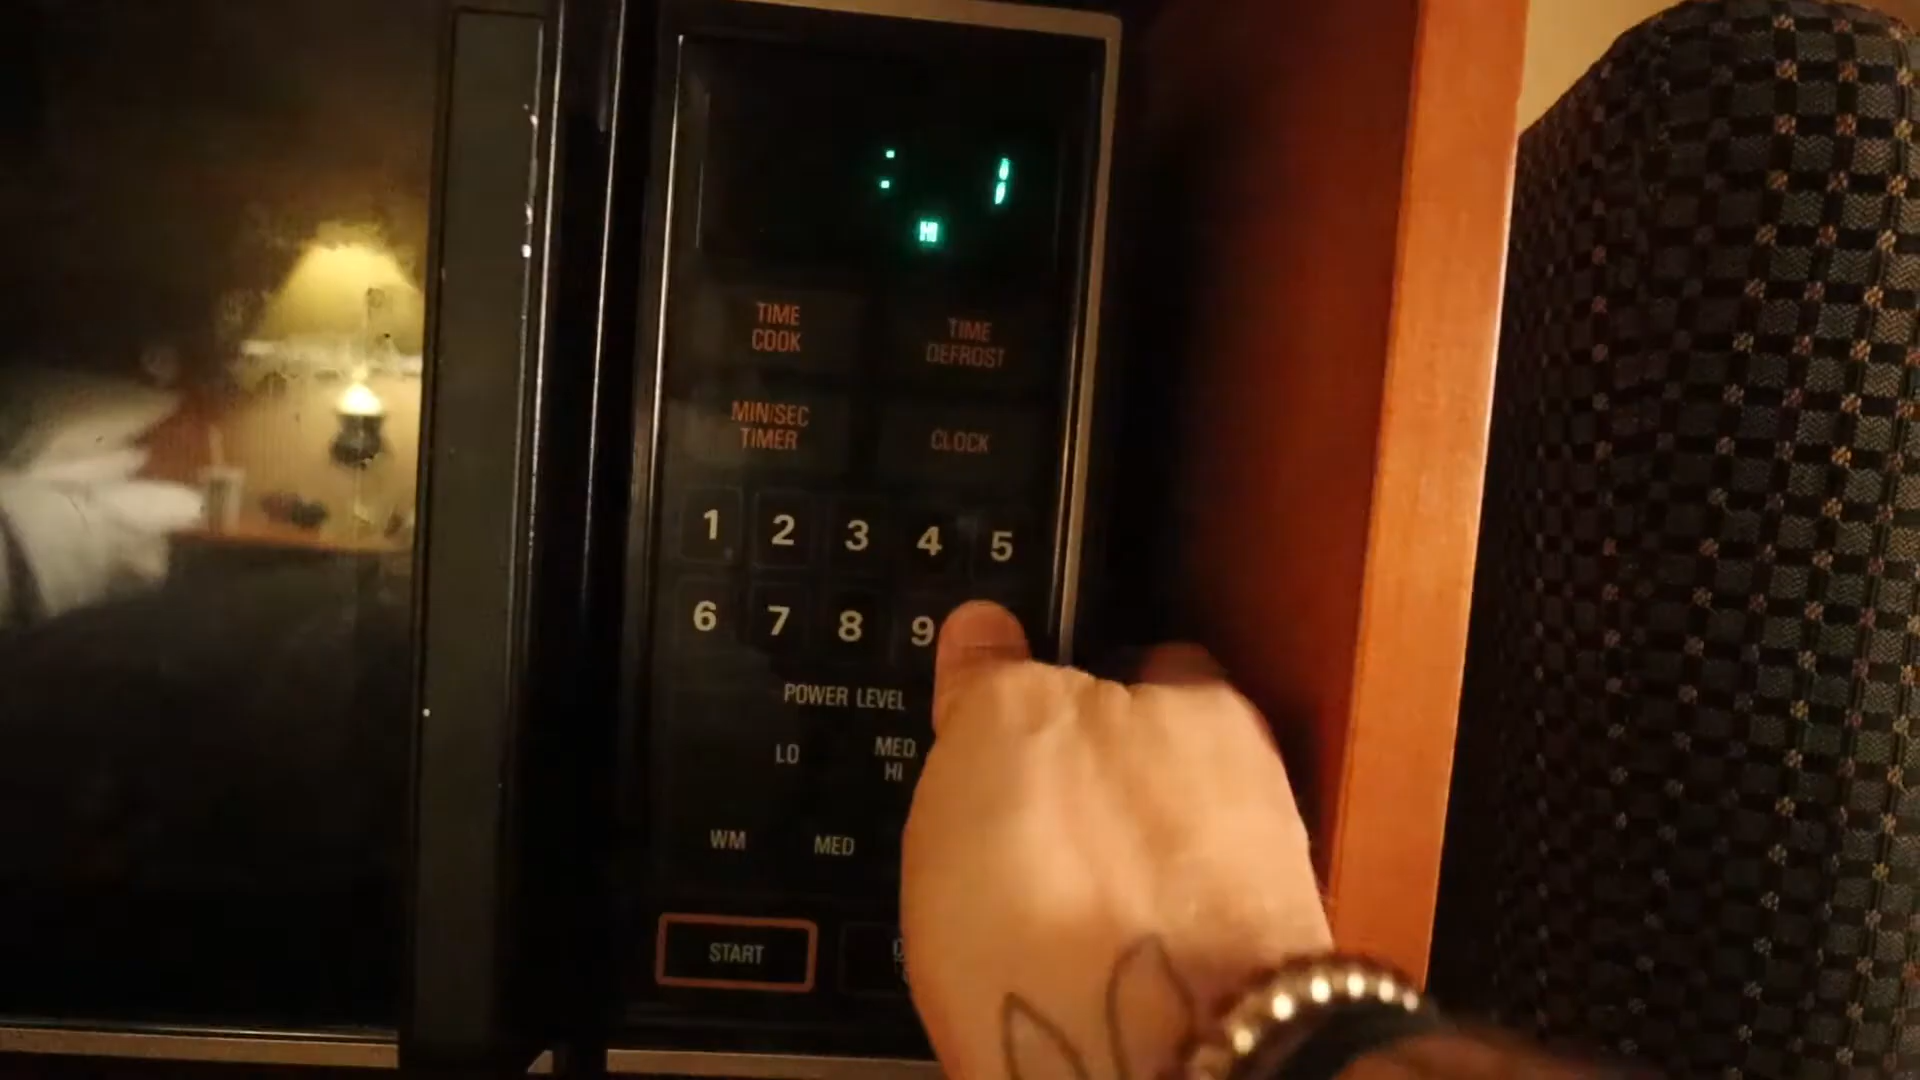 : 1
HI
TIME
COOK
TIME
DEFROST
MIN/SEC
TIMER
CLOCK
1 2 3 4 5
6 7 8 9
POWER LEVEL
LO
MED
HI
WM
MED
START